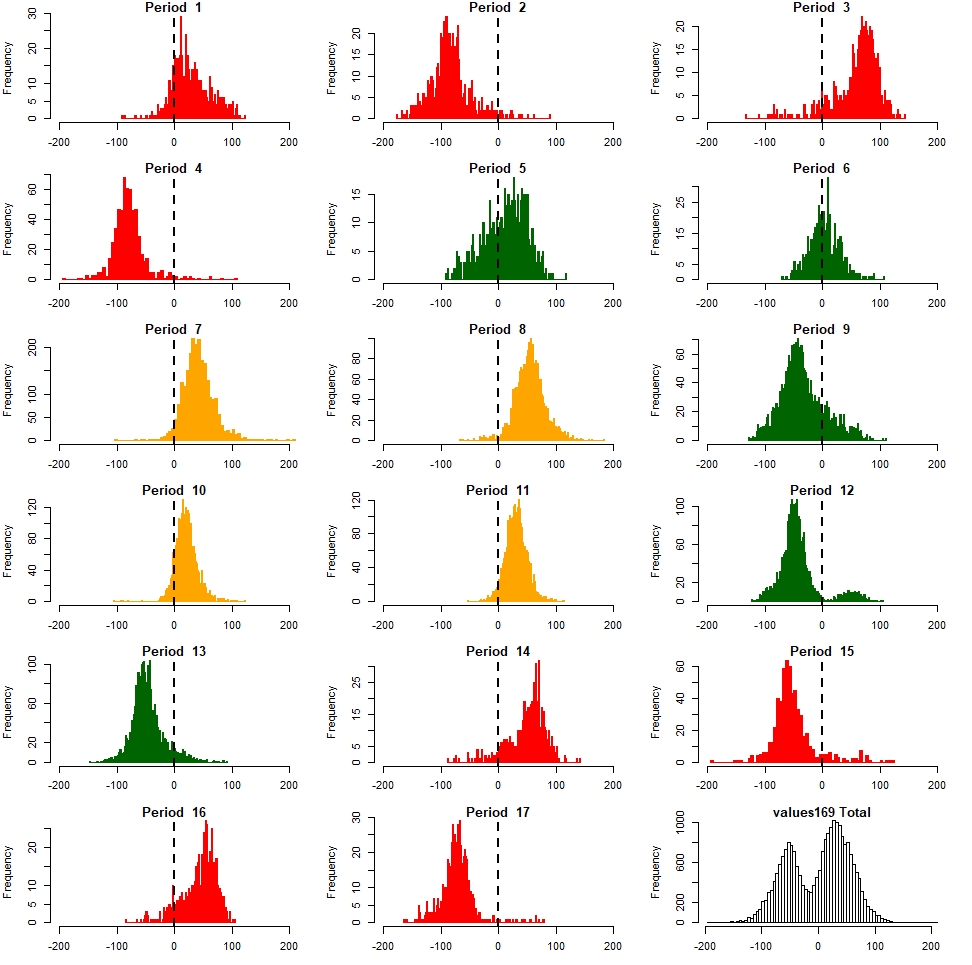 Period 1
Frequency
0 5 10 20 30
-200 -100 0 100 200
Period 2
Frequency
0 5 10 15 20
-200 -100 0 100 200
Period 3
Frequency
0 5 10 15 20
-200 -100 0 100 200
Period 4
Frequency
0 20 40 60
-200 -100 0 100 200
Period 5
Frequency
0 5 10 15
-200 -100 0 100 200
Period 6
Frequency
0 5 15 25
-200 -100 0 100 200
Period 7
Frequency
0 50 100 200
-200 -100 0 100 200
Period 8
Frequency
0 20 40 60 80
-200 -100 0 100 200
Period 9
Frequency
0 20 40 60
-200 -100 0 100 200
Period 10
Frequency
0 40 80 120
-200 -100 0 100 200
Period 11
Frequency
0 40 80 120
-200 -100 0 100 200
Period 12
Frequency
0 20 60 100
-200 -100 0 100 200
Period 13
Frequency
0 20 60 100
-200 -100 0 100 200
Period 14
Frequency
0 5 15 25
-200 -100 0 100 200
Period 15
Frequency
0 20 40 60
-200 -100 0 100 200
Period 16
Frequency
0 5 10 20
-200 -100 0 100 200
Period 17
Frequency
0 5 10 20 30
-200 -100 0 100 200
values169 Total
Frequency
0 200 600 1000
-200 -100 0 100 200